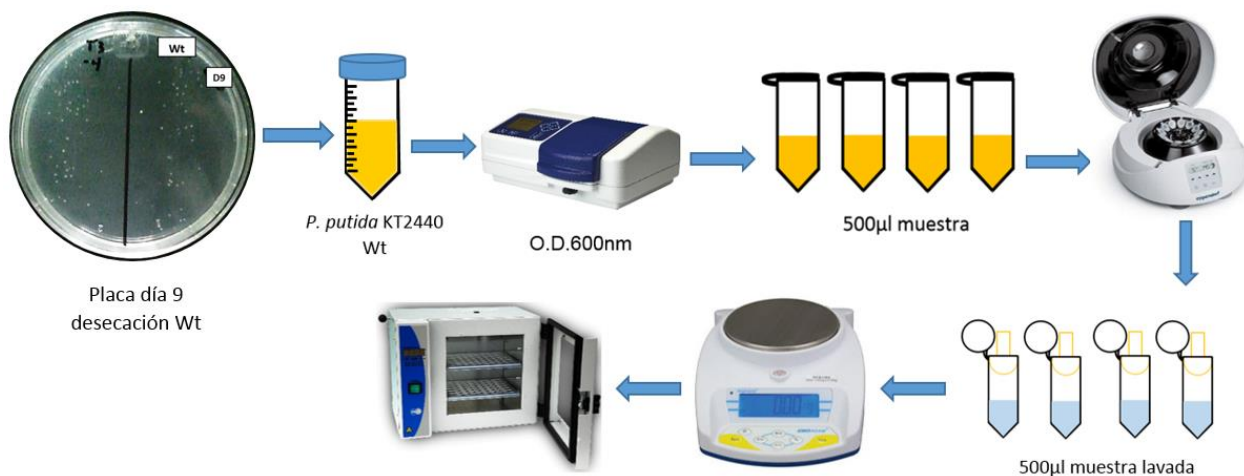 T3
-4
Wt
D9
P. putida KT2440
Wt
O.D.600nm
500µl muestra
Placa día 9
desecación Wt
500µl muestra lavada